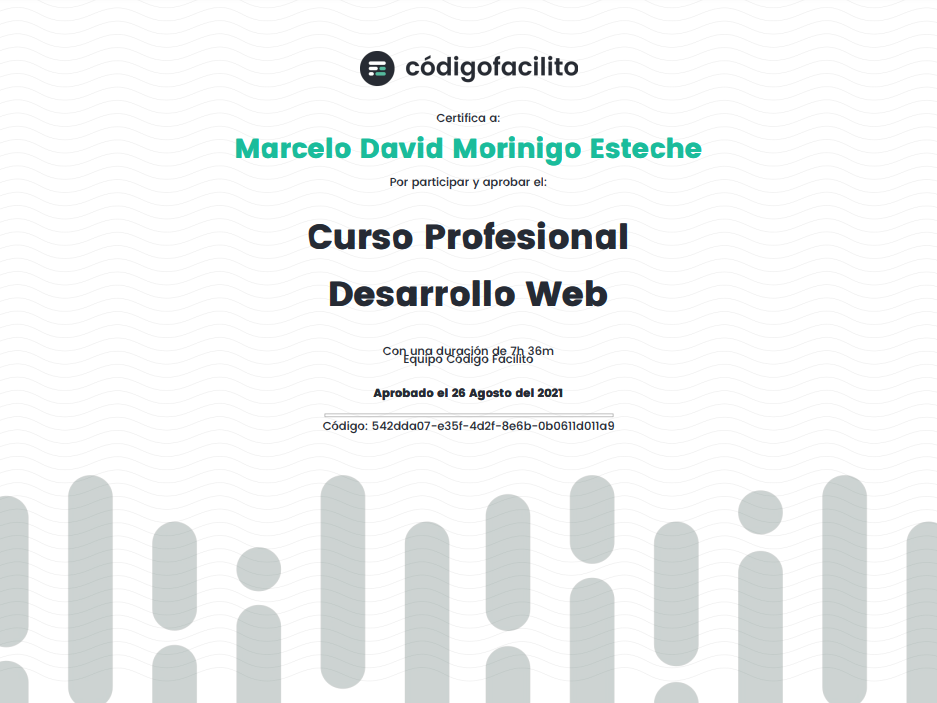 códigofacilito
Certifica a:
Marcelo David Morinigo Esteche
Por participar y aprobar el:
Curso Profesional
Desarrollo Web
Con una duración de 7h 36m
Equipo Código Facilito
Aprobado el 26 Agosto del 2021
Código: 542dda07-e35f-4d2f-8e6b-0b0611d011a9